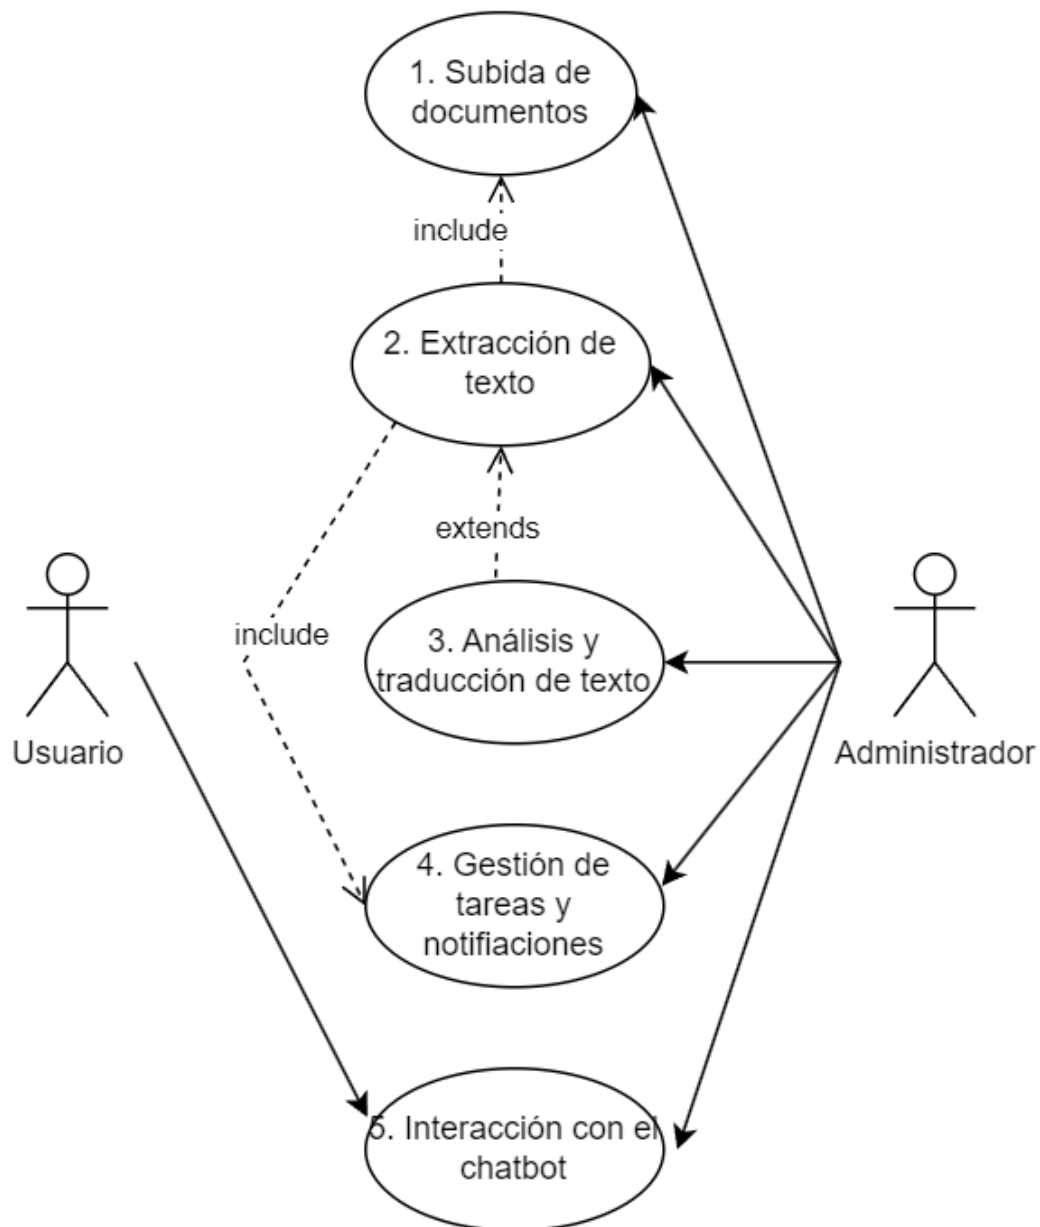 1. Subida de
documentos
include
2. Extracción de
texto
extends
include
3. Análisis y
traducción de texto
Usuario
Administrador
4. Gestión de
tareas y
notifiaciones
5. Interacción con el
chatbot